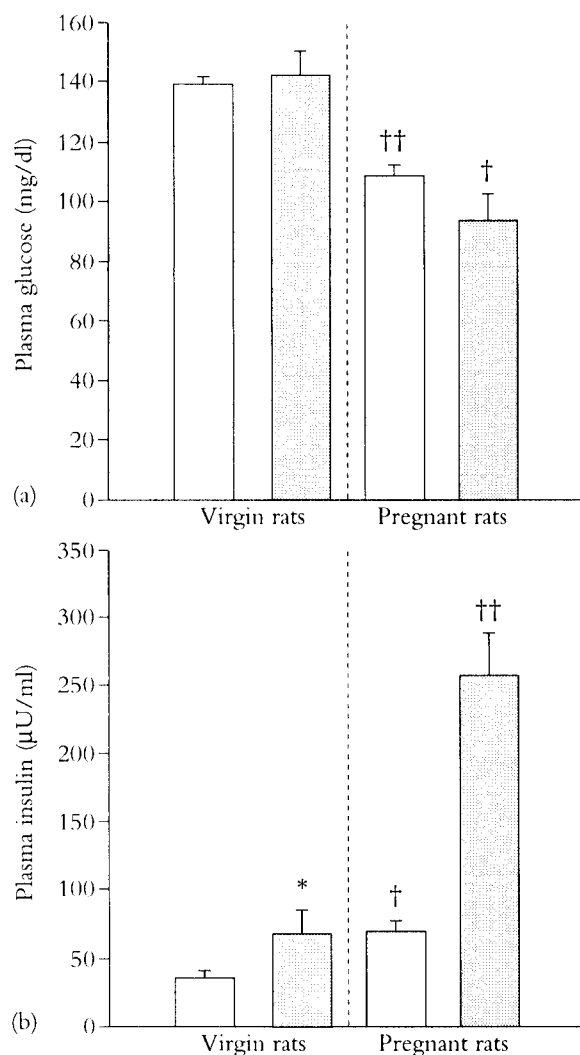 160
140
120
100
80
60
40
20
0
Plasma glucose (mg/dl)
††
†
(a)
Virgin rats
Pregnant rats
350
300
250
200
150
100
50
0
Plasma insulin (µU/ml)
*
†
††
(b)
Virgin rats
Pregnant rats